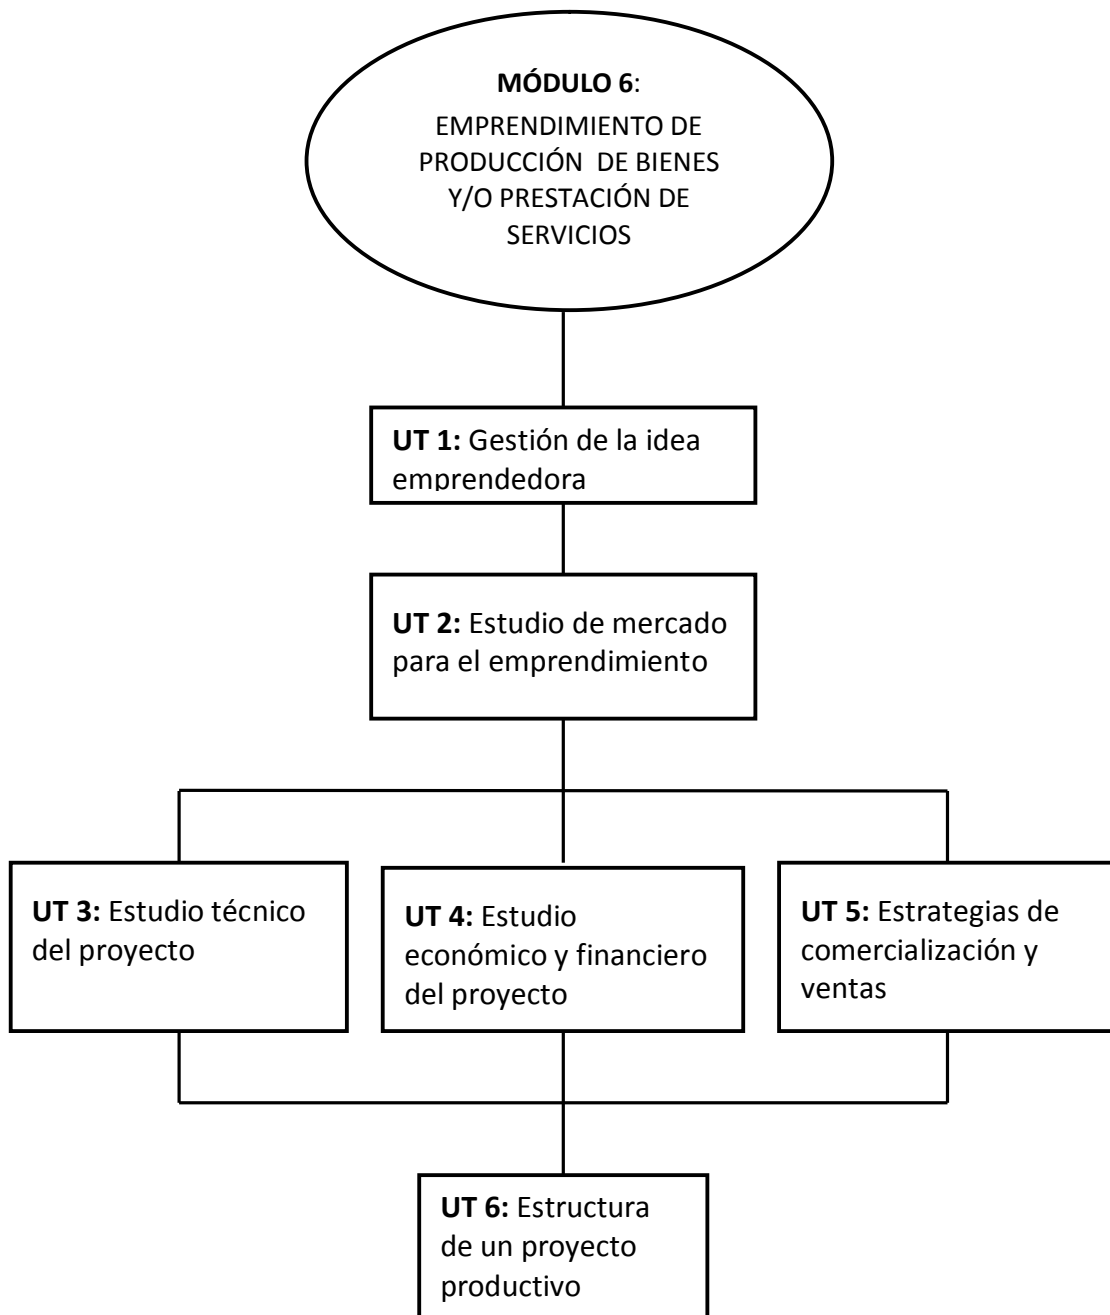 MÓDULO 6:
EMPRENDIMIENTO DE
PRODUCCIÓN DE BIENES
Y/O PRESTACIÓN DE
SERVICIOS
UT 1: Gestión de la idea
emprendedora
UT 2: Estudio de mercado
para el emprendimiento
UT 3: Estudio técnico
del proyecto
UT 4: Estudio
económico y financiero
del proyecto
UT 5: Estrategias de
comercialización y
ventas
UT 6: Estructura
de un proyecto
productivo